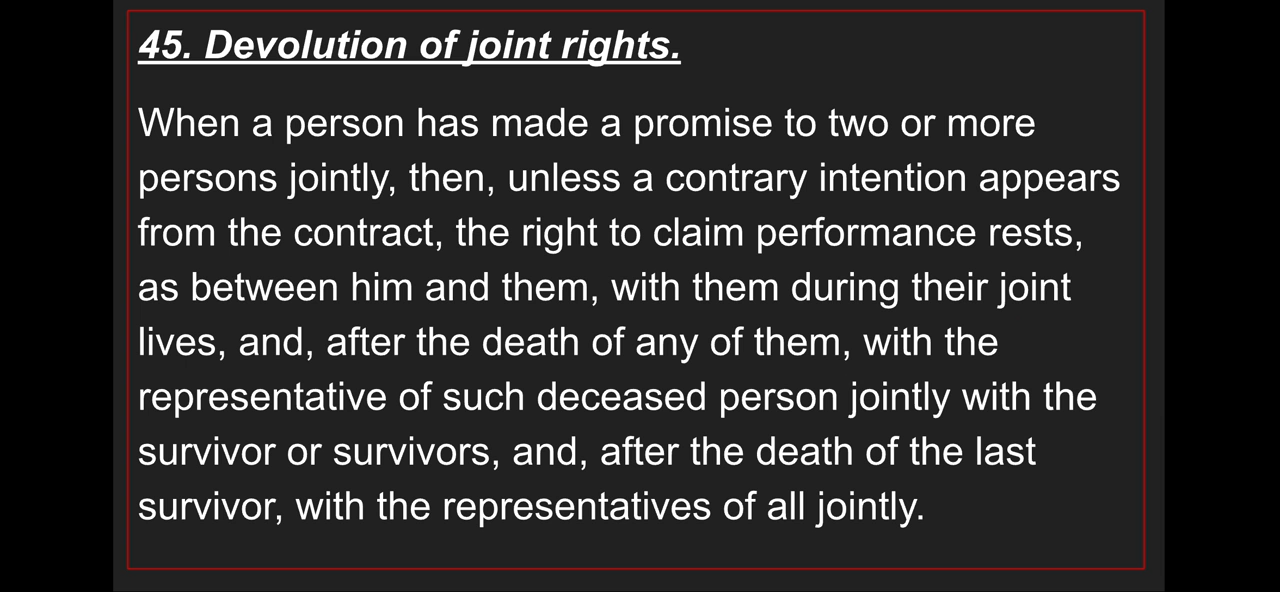 45. Devolution of joint rights.
When a person has made a promise to two or more
persons jointly, then, unless a contrary intention appears
from the contract, the right to claim performance rests,
as between him and them, with them during their joint
lives, and, after the death of any of them, with the
representative of such deceased person jointly with the
survivor or survivors, and, after the death of the last
survivor, with the representatives of all jointly.